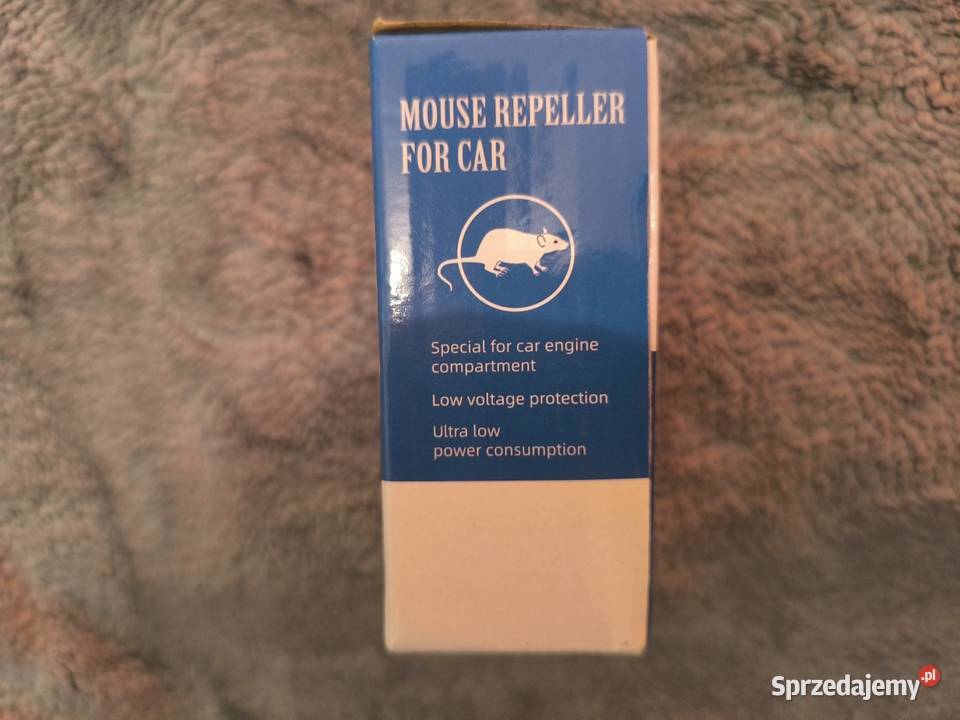 MOUSE REPELLER
FOR CAR
Special for car engine
compartment
Low voltage protection
Ultra low
power consumption
Sprzedajemy.pl